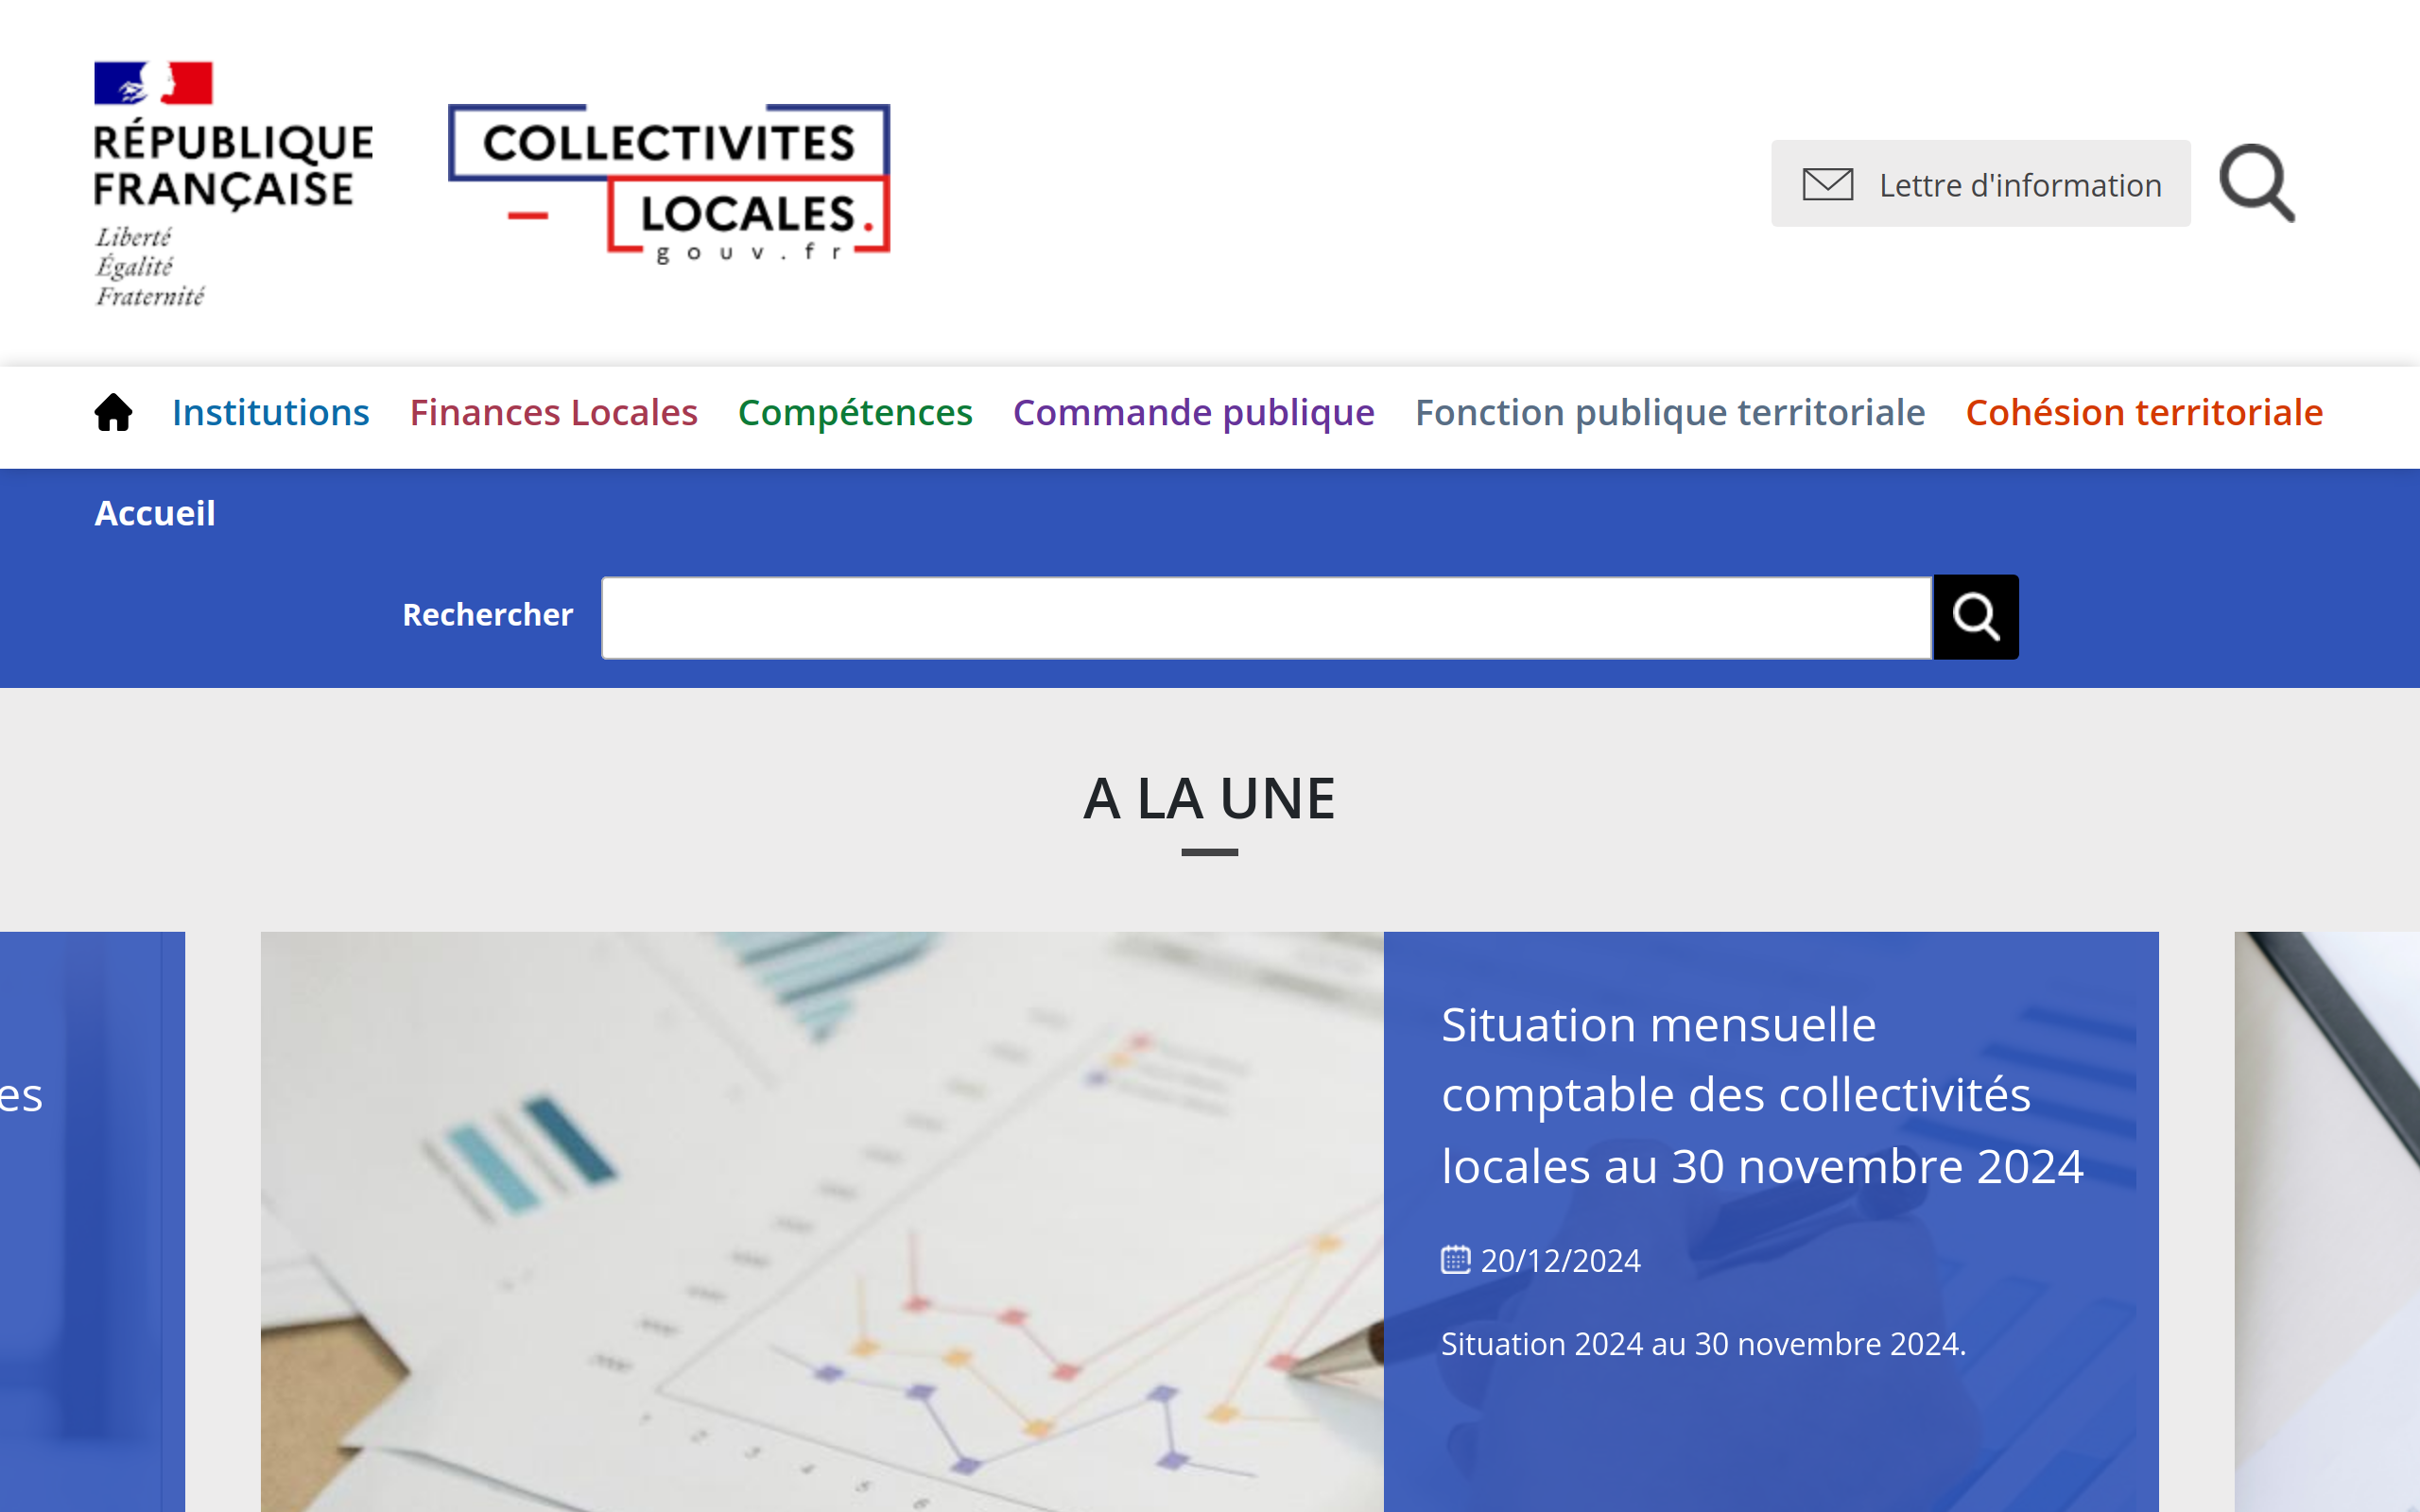 RÉPUBLIQUE
FRANÇAISE
Liberté
Égalité
Fraternité
COLLECTIVITES
LOCALES.
gouv.fr
Lettre d'information
Institutions Finances Locales Compétences Commande publique Fonction publique territoriale Cohésion territoriale
Accueil
Rechercher
A LA UNE
es
Situation mensuelle
comptable des collectivités
locales au 30 novembre 2024
20/12/2024
Situation 2024 au 30 novembre 2024.